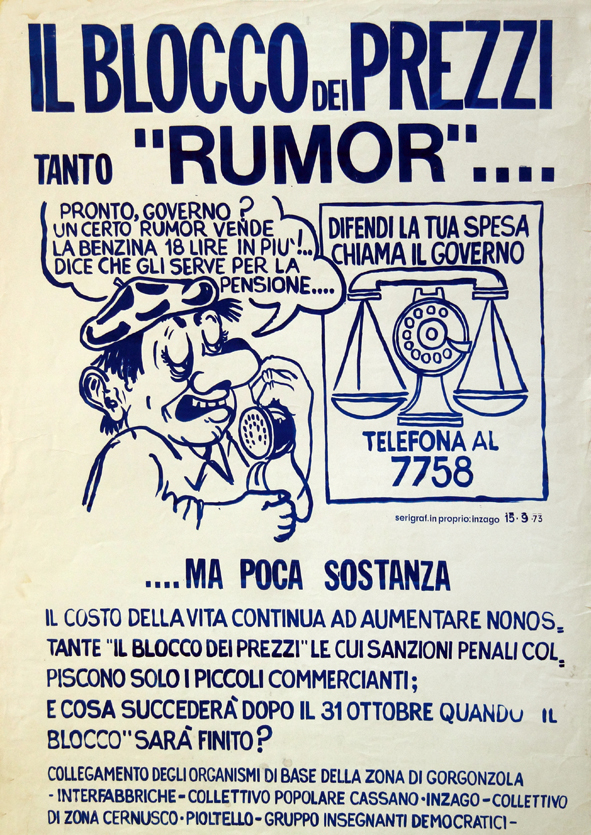 IL BLOCCO DEI PREZZI
TANTO "RUMOR"....
PRONTO, GOVERNO?
UN CERTO RUMOR VENDE
LA BENZINA 18 LIRE IN PIU'!..
DICE CHE GLI SERVE PER LA
PENSIONE....
DIFENDI LA TUA SPESA
CHIAMA IL GOVERNO
TELEFONA AL
7758
serigraf.in proprio:inzago 15·9·73
....MA POCA SOSTANZA
IL COSTO DELLA VITA CONTINUA AD AUMENTARE NONOS=
TANTE "IL BLOCCO DEI PREZZI" LE CUI SANZIONI PENALI COL=
PISCONO SOLO I PICCOLI COMMERCIANTI;
E COSA SUCCEDERÀ DOPO IL 31 OTTOBRE QUANDO IL
BLOCCO" SARÀ FINITO?
COLLEGAMENTO DEGLI ORGANISMI DI BASE DELLA ZONA DI GORGONZOLA
- INTERFABBRICHE - COLLETTIVO POPOLARE CASSANO·INZAGO - COLLETTIVO
DI ZONA CERNUSCO·PIOLTELLO - GRUPPO INSEGNANTI DEMOCRATICI -